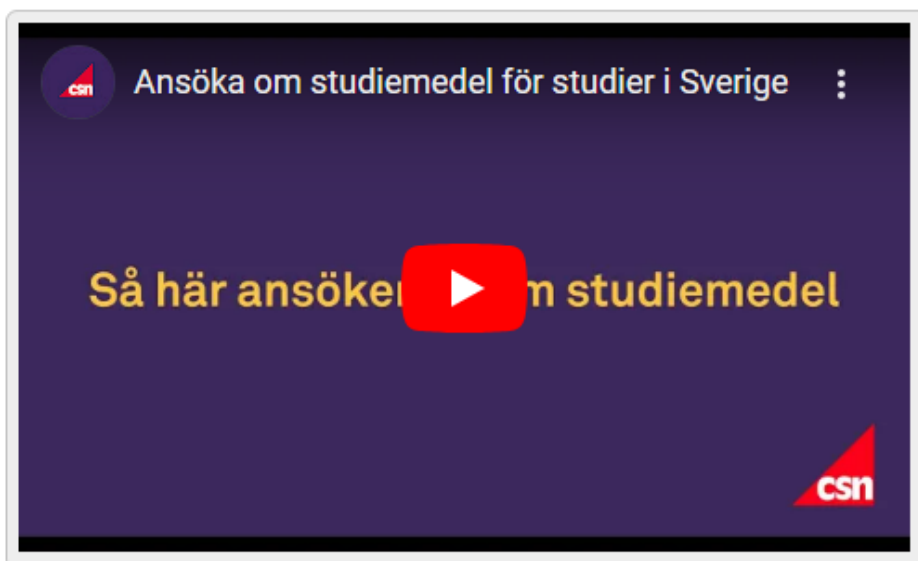 csn
Ansöka om studiemedel för studier i Sverige
Så här ansöker m studiemedel
csn